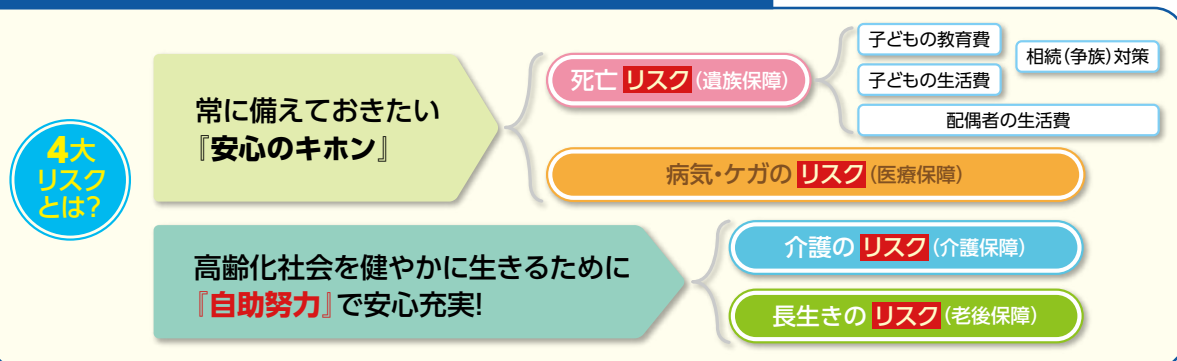 4大
リスク
とは?
常に備えておきたい
『安心のキホン』
死亡 リスク (遺族保障)
子どもの教育費
子どもの生活費
相続(争族)対策
配偶者の生活費
病気・ケガの リスク (医療保障)
高齢化社会を健やかに生きるために
『自助努力』で安心充実!
介護の リスク (介護保障)
長生きの リスク (老後保障)